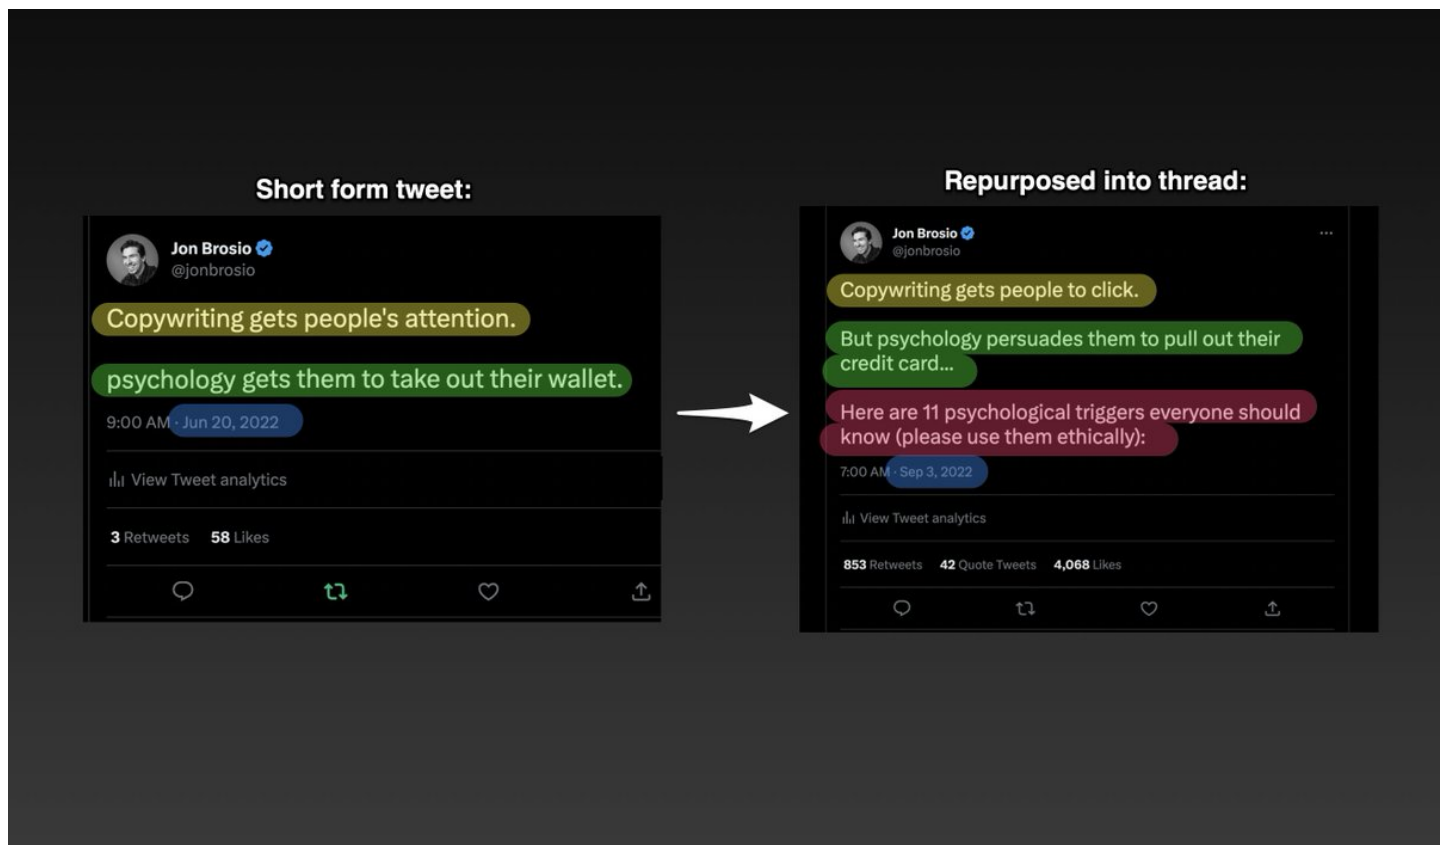 Short form tweet:
Jon Brosio
@jonbrosio
Copywriting gets people's attention.
psychology gets them to take out their wallet.
9:00 AM · Jun 20, 2022
View Tweet analytics
3 Retweets 58 Likes
Repurposed into thread:
Jon Brosio
@jonbrosio
Copywriting gets people to click.
But psychology persuades them to pull out their
credit card...
Here are 11 psychological triggers everyone should
know (please use them ethically):
7:00 AM · Sep 3, 2022
View Tweet analytics
853 Retweets 42 Quote Tweets 4,068 Likes